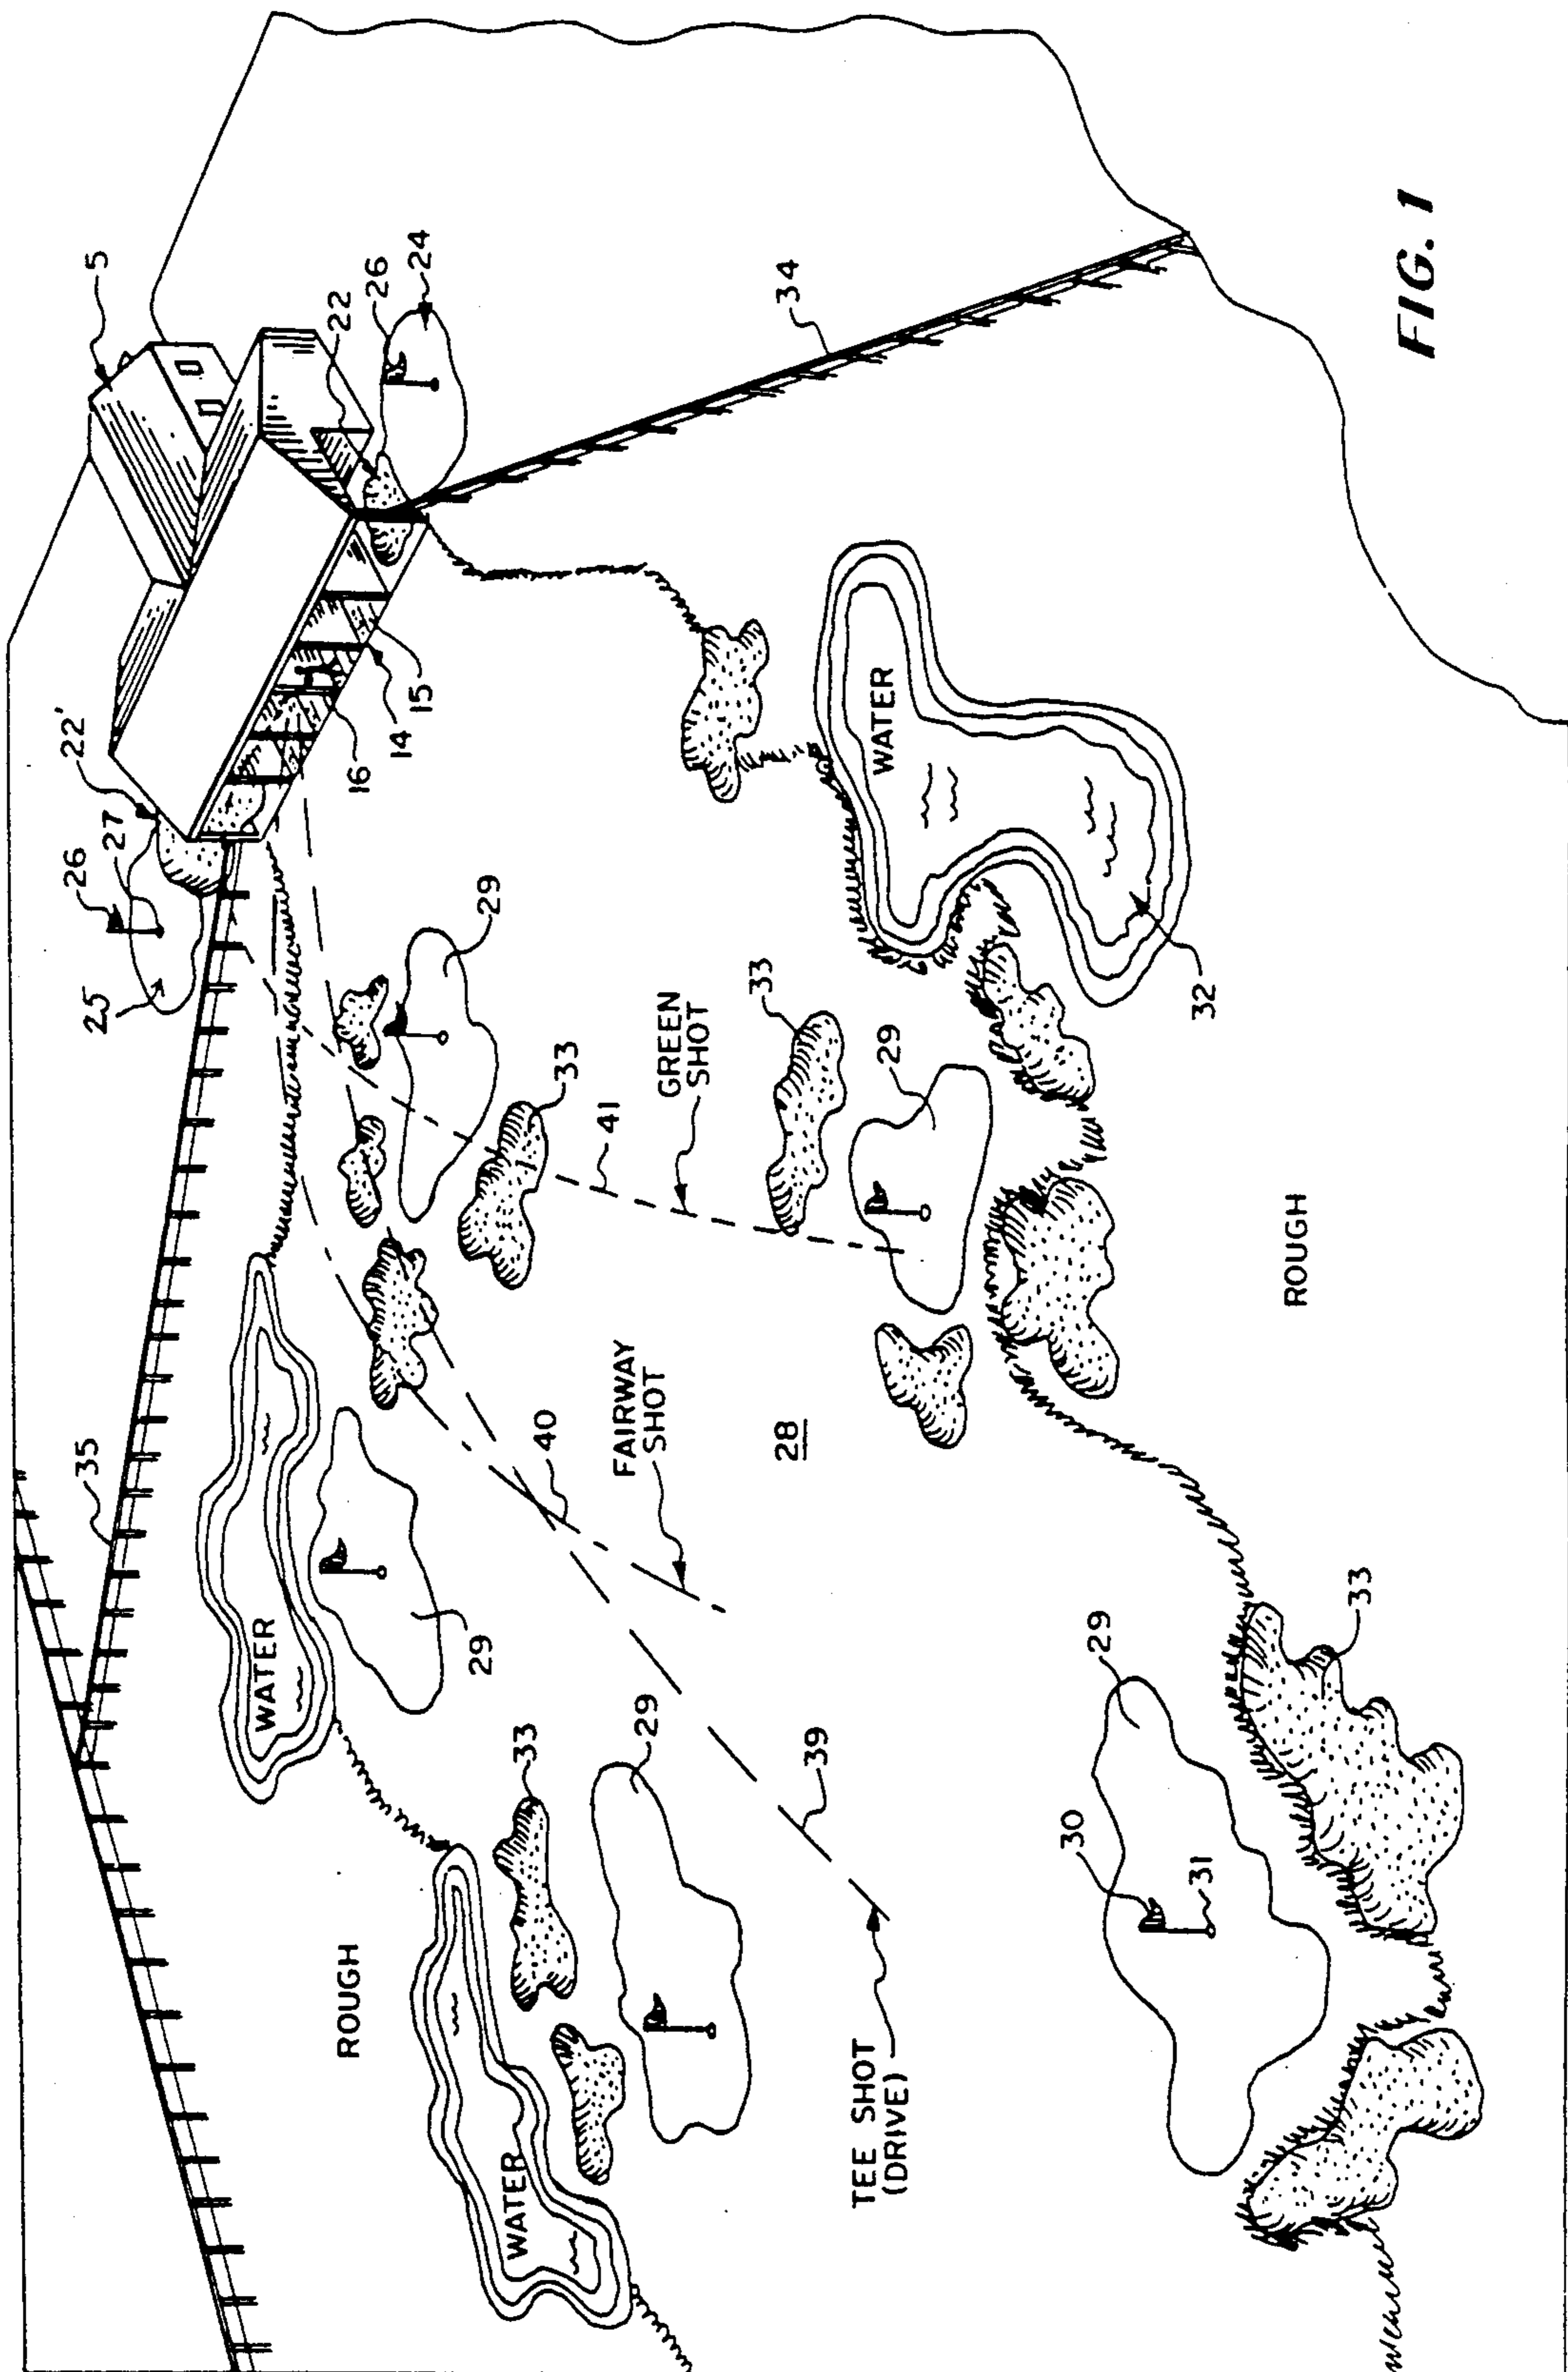 5
22'
26
27
25
22
26
24
34
16
14
15
35
29
33
GREEN
SHOT
41
33
29
WATER
32
WATER
29
40
FAIRWAY
SHOT
28
ROUGH
33
29
39
ROUGH
WATER
TEE SHOT
(DRIVE)
30
31
29
33
FIG. 1